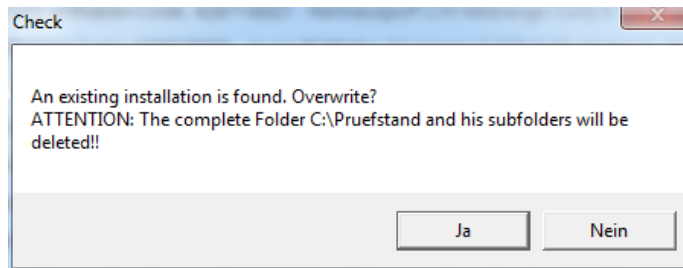 Check
An existing installation is found. Overwrite?
ATTENTION: The complete Folder C:\Pruefstand and his subfolders will be
deleted!!
Ja
Nein